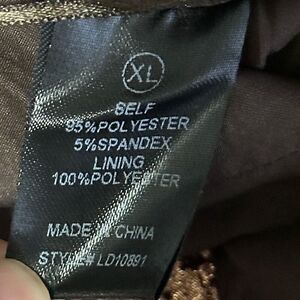 XL
SELF
95%POLYESTER
5%SPANDEX
LINING
100%POLYESTER
MADE IN CHINA
STYLE# LD10891